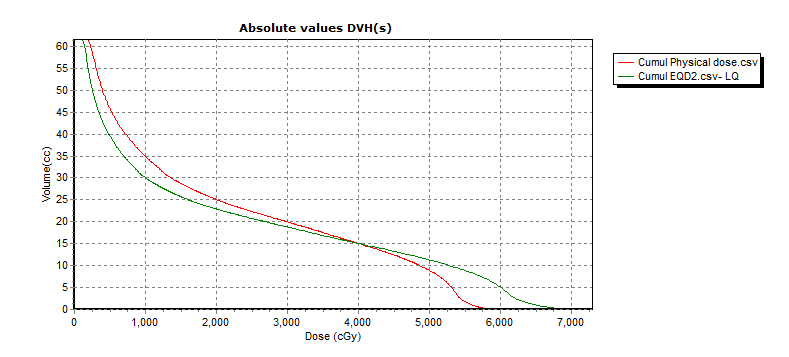 Absolute values DVH(s)
60
55
50
45
40
35
30
25
20
15
10
5
0
Volume(cc)
0 1,000 2,000 3,000 4,000 5,000 6,000 7,000
Dose (cGy)
Cumul Physical dose.csv
Cumul EQD2.csv- LQ